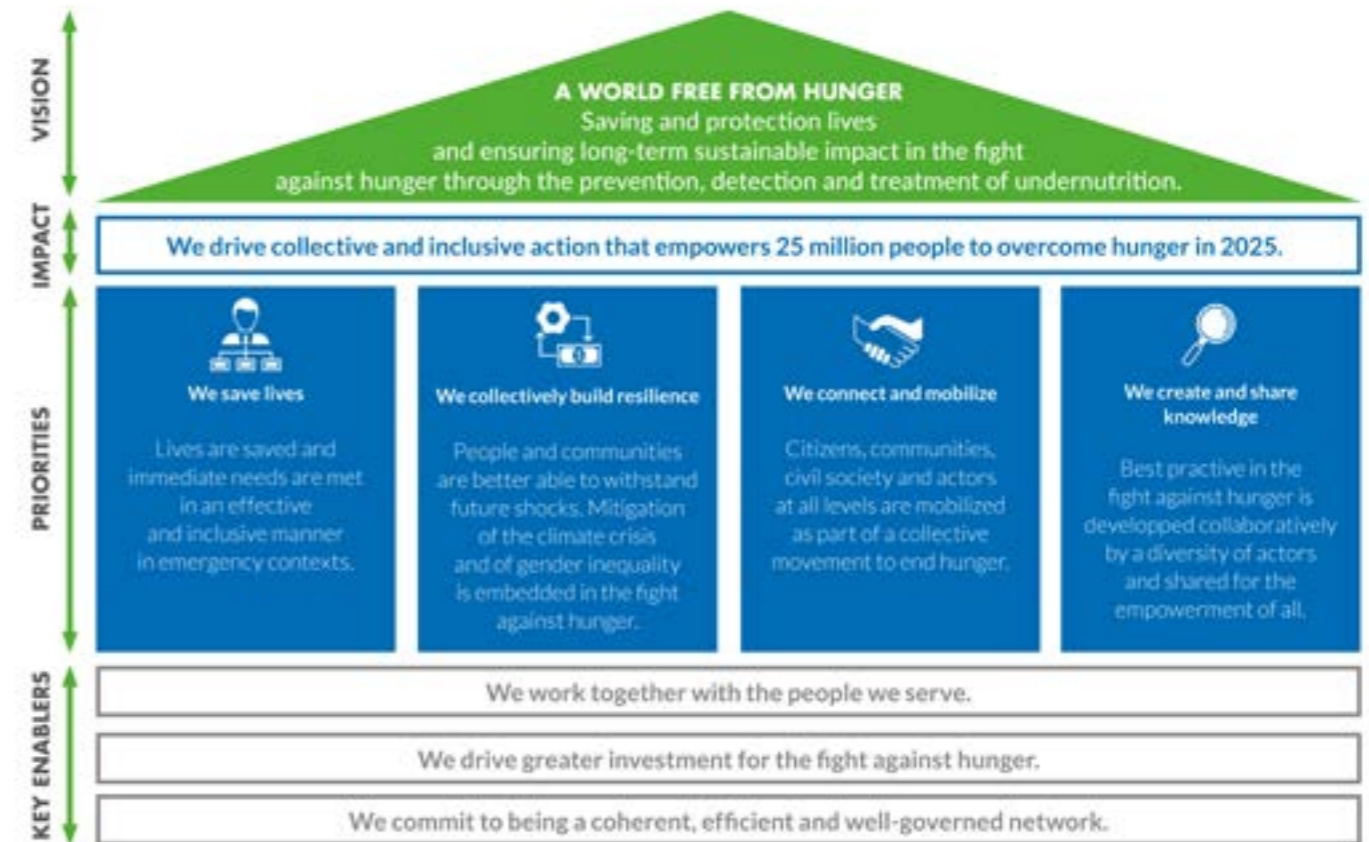 VISION
A WORLD FREE FROM HUNGER
Saving and protection lives
and ensuring long-term sustainable impact in the fight
against hunger through the prevention, detection and treatment of undernutrition.
IMPACT
We drive collective and inclusive action that empowers 25 million people to overcome hunger in 2025.
PRIORITIES
We save lives
Lives are saved and
immediate needs are met
in an effective
and inclusive manner
in emergency contexts.
We collectively build resilience
People and communities
are better able to withstand
future shocks. Mitigation
of the climate crisis
and of gender inequality
is embedded in the fight
against hunger.
We connect and mobilize
Citizens, communities,
civil society and actors
at all levels are mobilized
as part of a collective
movement to end hunger.
We create and share
knowledge
Best practive in the
fight against hunger is
developped collaboratively
by a diversity of actors
and shared for the
empowerment of all.
KEY ENABLERS
We work together with the people we serve.
We drive greater investment for the fight against hunger.
We commit to being a coherent, efficient and well-governed network.